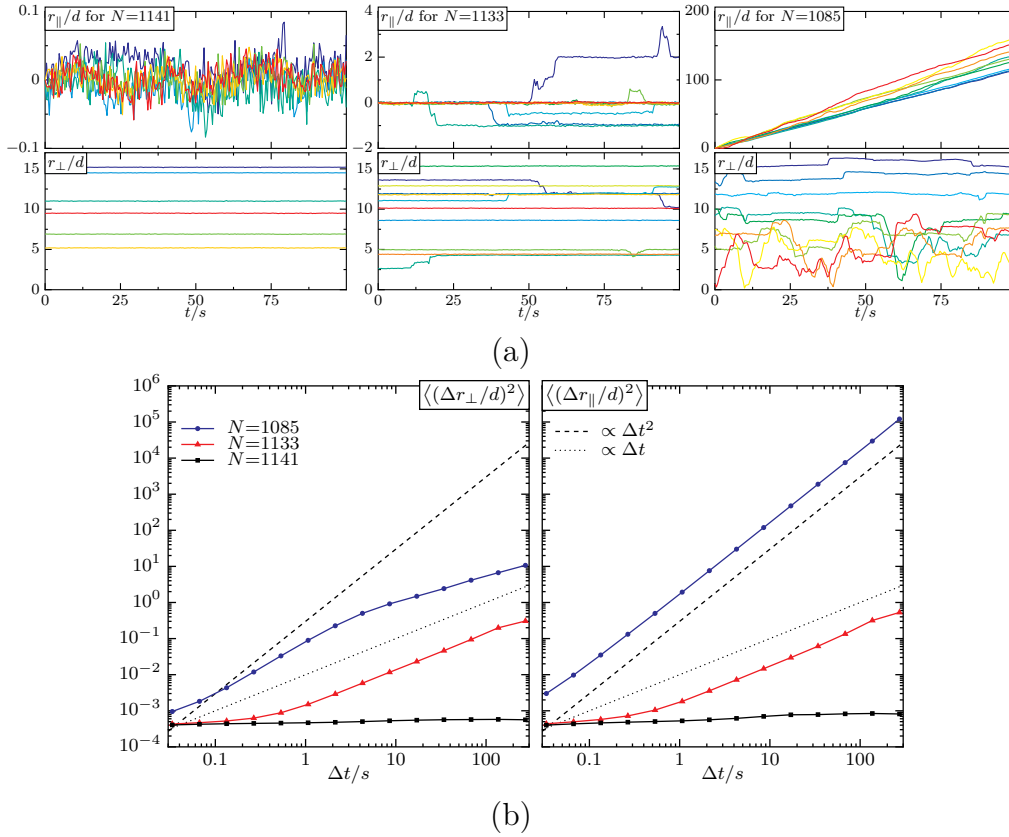 r∥/d for N=1141
r∥/d for N=1133
r∥/d for N=1085
0.1
0
−0.1
4
2
0
−2
200
150
100
50
0
r⊥/d
r⊥/d
r⊥/d
15
10
5
0
15
10
5
0
15
10
5
0
0 25 50 75
0 25 50 75
0 25 50 75
t/s
t/s
t/s
(a)
⟨(Δr⊥/d)²⟩
⟨(Δr∥/d)²⟩
N=1085
N=1133
N=1141
∝ Δt²
∝ Δt
10⁶
10⁵
10⁴
10³
10²
10¹
10⁰
10⁻¹
10⁻²
10⁻³
10⁻⁴
0.1 1 10 100
0.1 1 10 100
Δt/s
Δt/s
(b)